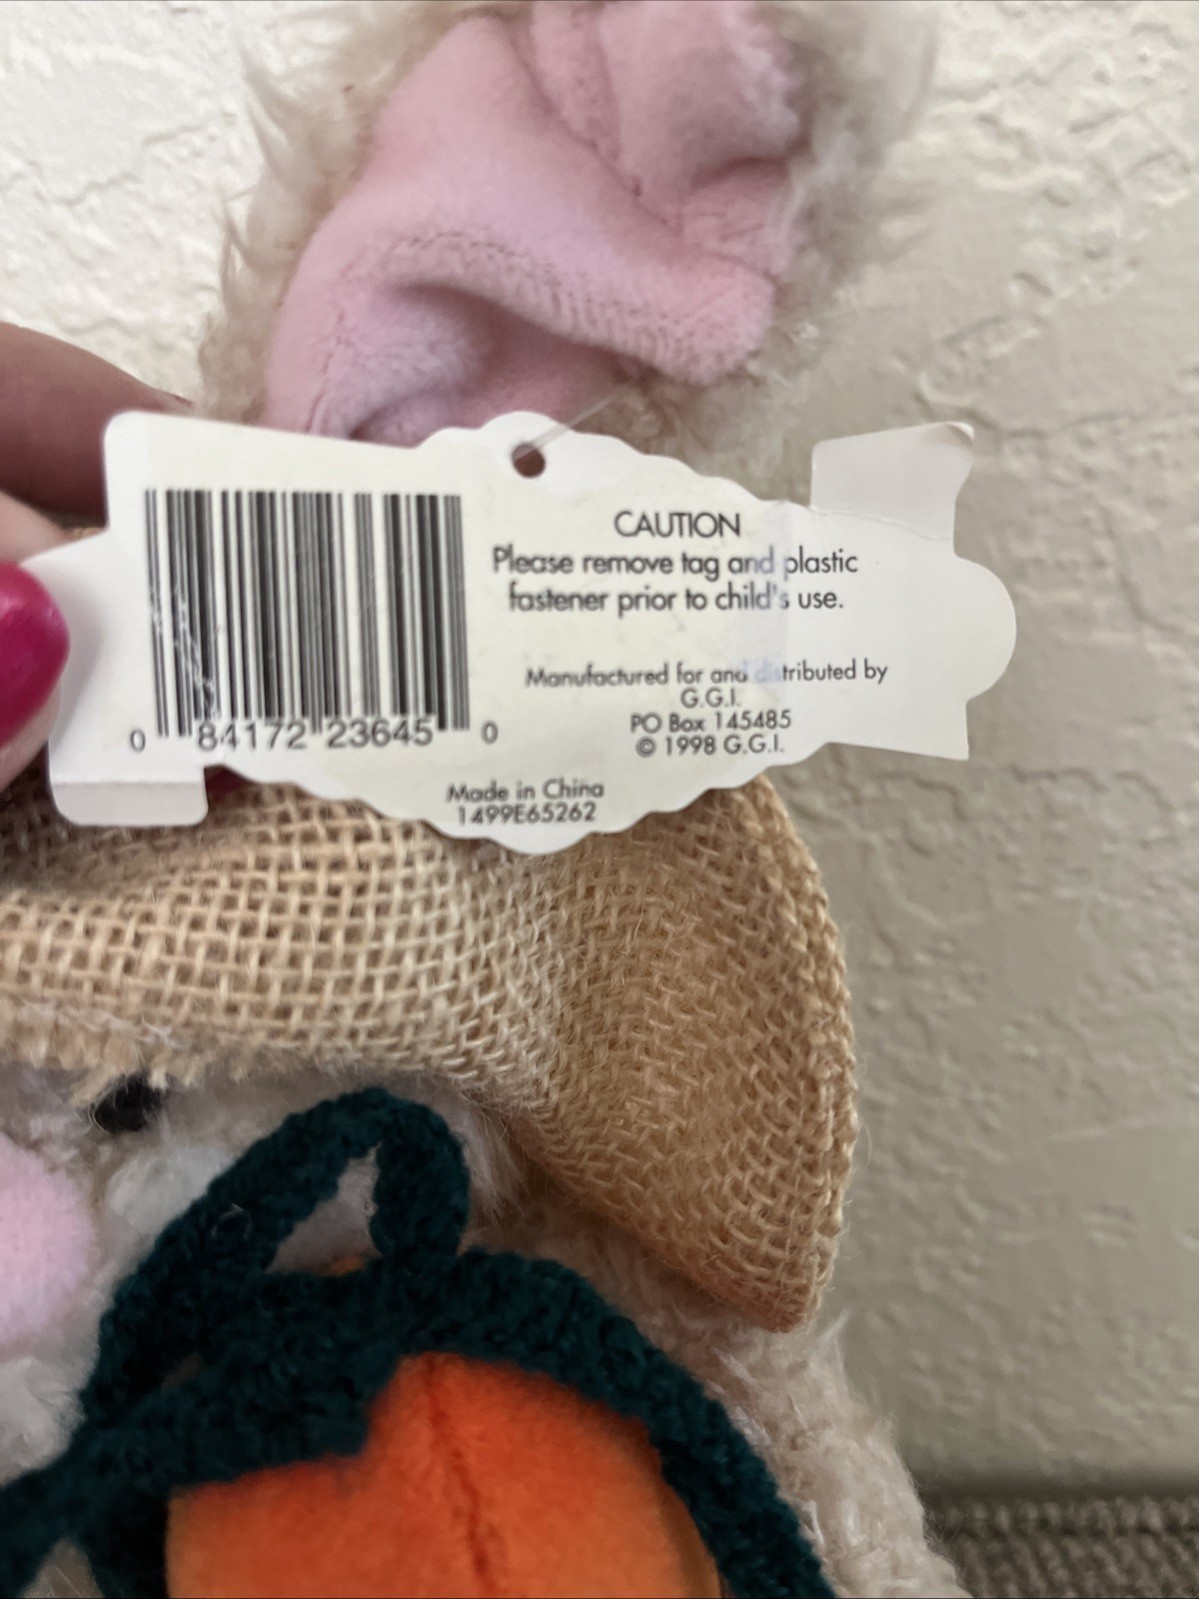 CAUTION
Please remove tag and plastic
fastener prior to child's use.
Manufactured for and distributed by
G.G.I.
PO Box 145485
© 1998 G.G.I.
0 84172 23645 0
Made in China
1499E65262